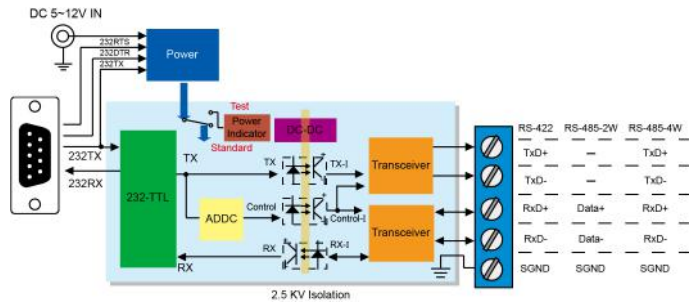 DC 5~12V IN
232RTS
232DTR
232TX
Power
Test
Power
Indicator
DC-DC
Standard
232TX
232RX
232-TTL
TX
TX
TX-I
Transceiver
ADDC
Control
Control-I
Transceiver
RX
RX
RX-I
2.5 KV Isolation
RS-422 RS-485-2W RS-485-4W
TxD+ — TxD+
TxD- — TxD-
RxD+ Data+ RxD+
RxD- Data- RxD-
SGND SGND SGND